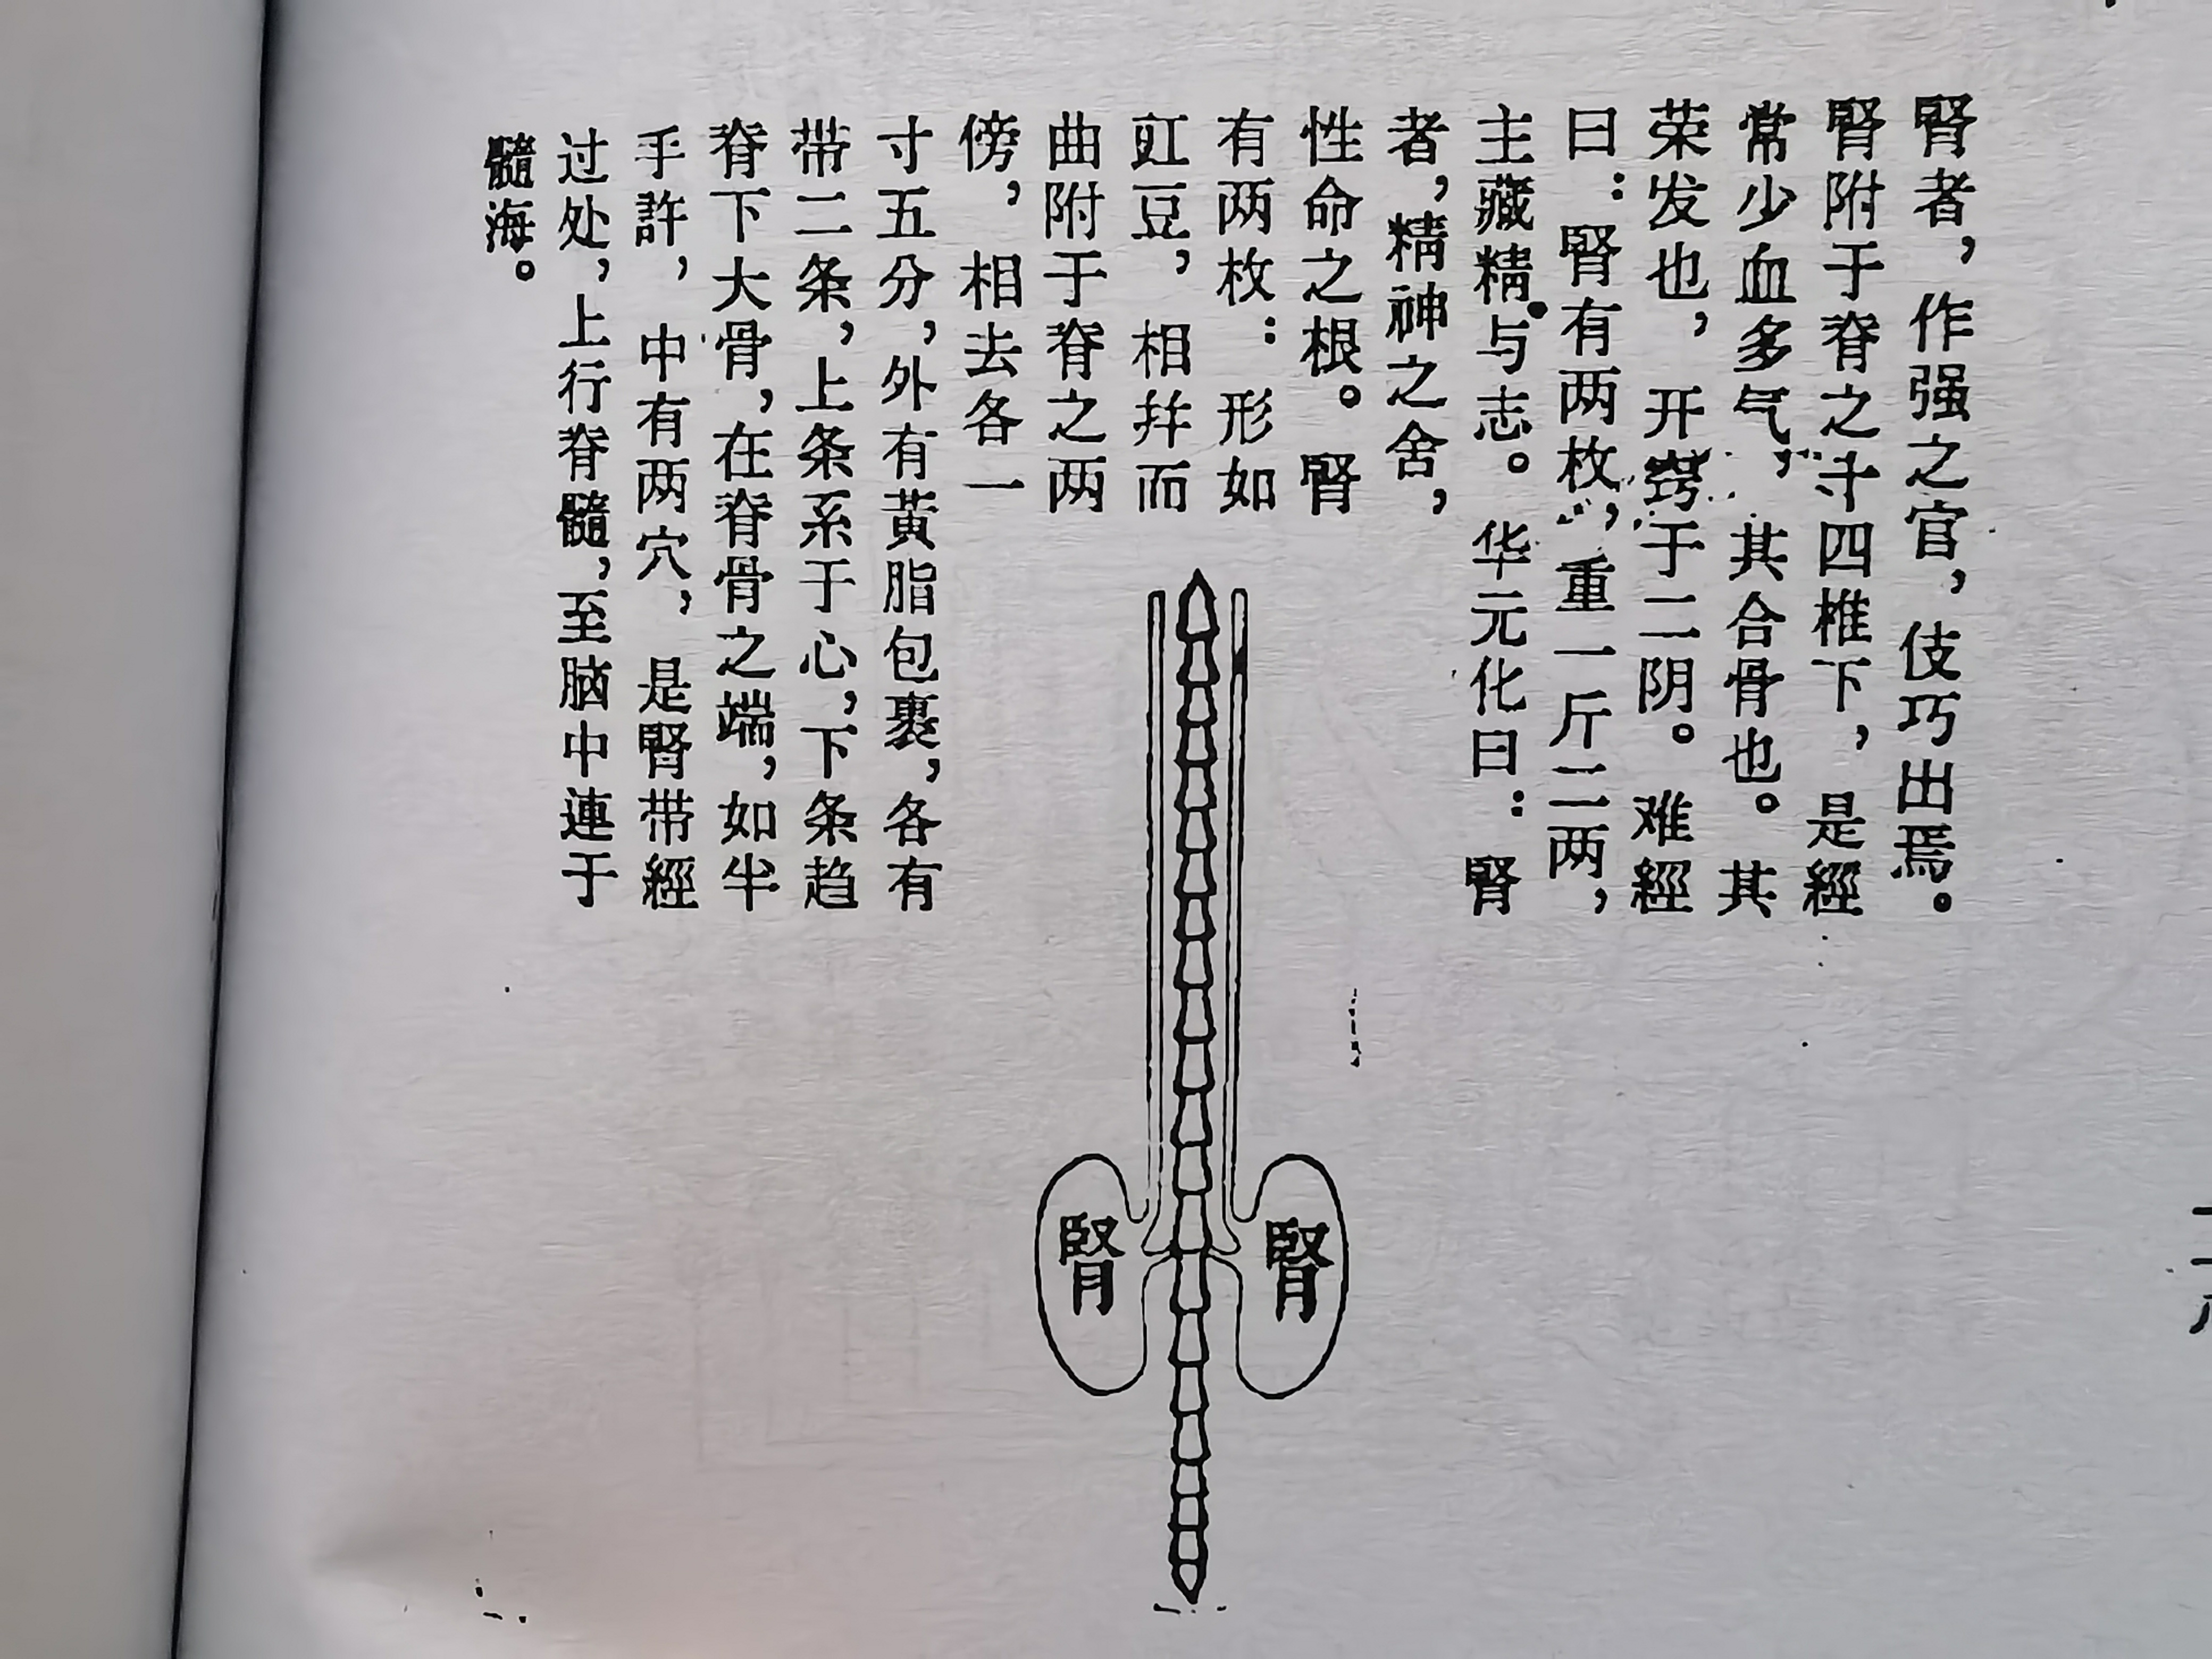 腎者，作强之官，伎巧出焉。
腎附于脊之十四椎下，是經
常少血多气，其合骨也。其
荣发也，开窍于二阴。难經
曰：腎有两枚，重一斤二两，
主藏精与志。华元化曰：腎
者，精神之舍，
性命之根。腎
有两枚：形如
豇豆，相幷而
曲附于脊之两
傍，相去各一
寸五分，外有黄脂包裹，各有
带二条，上条系于心，下条趋
脊下大骨，在脊骨之端，如半
手許，中有两穴，是腎带經
过处，上行脊髓，至脑中連于
髓海。
腎
腎